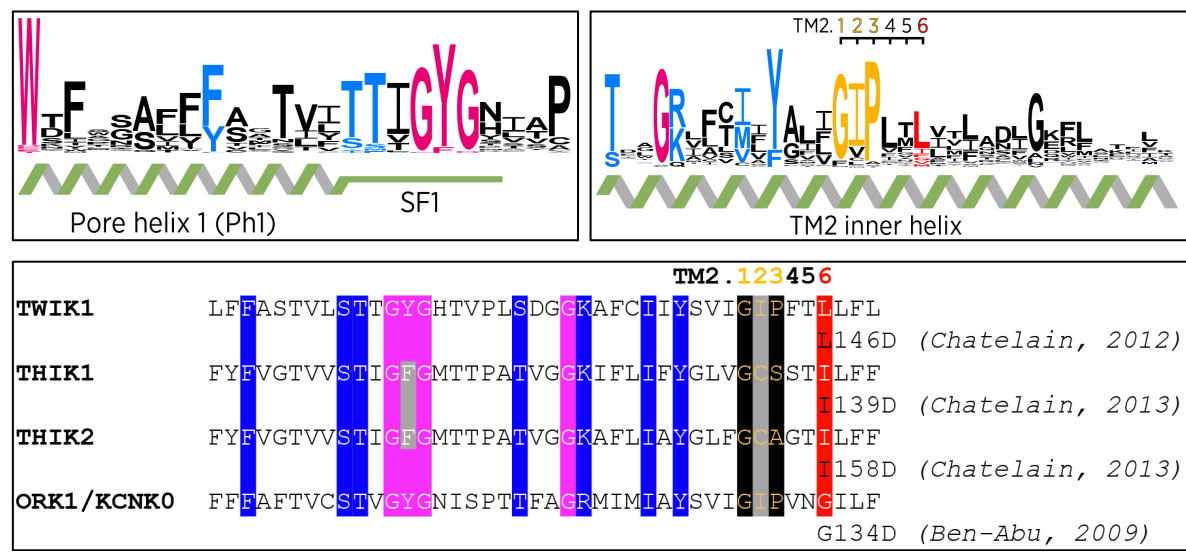 Pore helix 1 (Ph1)
SF1
TM2.123456
TM2 inner helix
TM2.123456
TWIK1 LFFASTVLSTTGYGHTVPLSDGGKAFCIIYSVIGIPFTLLFL
L146D (Chatelain, 2012)
THIK1 FYFVGTVVSTIGFGMTTPATVGGKIFLIFYGLVGCSSTILFF
I139D (Chatelain, 2013)
THIK2 FYFVGTVVSTIGFGMTTPATVGGKAFLIAYGLFGCAGTILFF
I158D (Chatelain, 2013)
ORK1/KCNK0 FFFAFTVCSTVGYGNISPTTFAGRMIMIAYSVIGIPVNGILF
G134D (Ben-Abu, 2009)